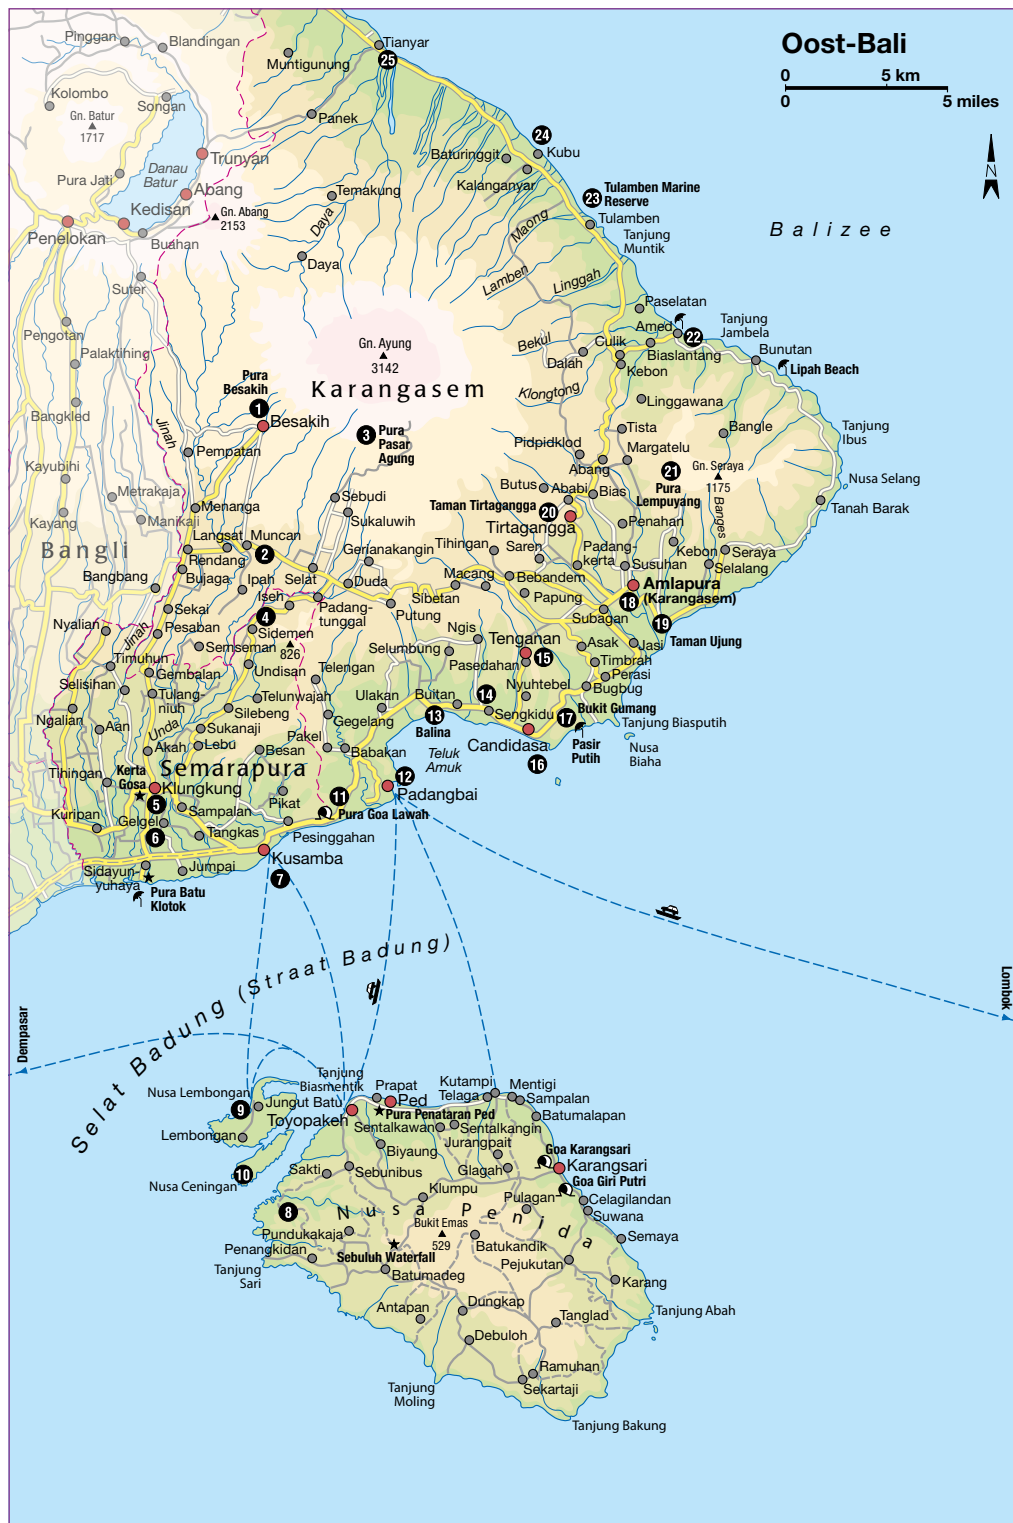 Oost-Bali
0
5 km
0
5 miles
N
Pinggan
Blandingan
Tianyar
25
Muntigunung
Kolombo
Songan
Gn. Batur
1717
Panek
Trunyan
Danau
Batur
Pura Jati
Abang
Kedisan
Gn. Abang
2153
Penelokan
Buahan
Suter
Temakung
Daya
Daya
24
Kubu
Baturinggit
Kalanganyar
23
Tulamben Marine
Reserve
Tulamben
Tanjung
Muntik
Balizee
Maong
Lamben
Linggah
Paselatan
Amed
22
Tanjung
Jambela
Bekul
Culik
Biaslantang
Bunutan
Dalah
Kebon
Lipah Beach
Klongtong
Linggawana
Pengotan
Palaktihing
Bangkled
Kayubihi
Metrakaja
Kayang
Manikaji
Bangli
Bangbang
Gn. Ayung
3142
Karangasem
Pura
Besakih
1
Besakih
3
Pura
Pasar
Agung
Jinah
Pempatan
Tista
Bangle
Tanjung
Ibus
Pidpidklod
Margatelu
Abang
21
Gn. Seraya
1175
Pura
Lempuyang
Nusa Selang
Tanah Barak
Butus
Ababi
Bias
Taman Tirtagangga
20
Tirtagangga
Penahan
Banges
Sebudi
Sukaluwih
Menanga
Langsat
Muncan
2
Gerianakangin
Tihingan
Saren
Padang-
kerta
Kebon
Seraya
Susuhan
Selalang
Rendang
Bujaga
Ipah
Selat
Duda
Macang
Bebandem
Amlapura
(Karangasem)
18
Iseh
Sibetan
Papung
Subagan
Sekai
4
Padang-
tunggal
Putung
19
Taman Ujung
Nyalian
Jinah
Pesaban
Sidemen
826
Ngis
Tenganan
15
Asak
Jasi
Semseman
Selumbung
Timuhun
Gembalan
Undisan
Telengan
Pasedahan
Timbrah
Perasi
Selisihan
Tulang-
niuh
Telunwajah
Ulakan
Buitan
14
Nyuhtebel
Bugbug
Ngalian
Aan
Unda
Silebeng
Gegelang
13
Balina
Sengkidu
17
Bukit Gumang
Tanjung Biasputih
Sukanaji
Pakel
Candidasa
Pasir
Putih
Nusa
Biaha
Akah
Lebu
Besan
Babakan
Teluk
Amuk
16
Tihingan
Kerta
Gosa
Semarapura
Klungkung
12
Padangbai
5
Pikat
11
Kuripan
Gelgel
Sampalan
Pura Goa Lawah
6
Tangkas
Pesinggahan
Kusamba
Sidayun-
yuhaya
Jumpai
7
Pura Batu
Klotok
Selat Badung (Straat Badung)
Lombok
Dempasar
Tanjung
Biasmentik
Prapat
Kutampi
Mentigi
Nusa Lembongan
Ped
Telaga
Sampalan
9
Jungut Batu
Toyopakeh
Pura Penataran Ped
Batumalapan
Lembongan
Sentalkawan
Sentalkangin
Biyaung
Jurangpait
Goa Karangsari
10
Sakti
Sebunibus
Glagah
Karangsari
Nusa Ceningan
Goa Giri Putri
Klumpu
Pulagan
Celagilandan
8
Nusa Penida
Suwana
Pundukakaja
Bukit Emas
529
Batukandik
Semaya
Penangkidan
Sebuluh Waterfall
Pejukutan
Tanjung
Sari
Batumadeg
Karang
Antapan
Dungkap
Tanglad
Tanjung Abah
Debuloh
Ramuhan
Tanjung
Moling
Sekartaji
Tanjung Bakung